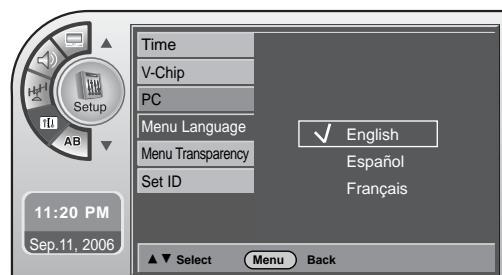 Setup
AB
11:20 PM
Sep.11, 2006
Time
V-Chip
PC
Menu Language
Menu Transparency
Set ID
English
Español
Français
▲▼ Select Menu Back